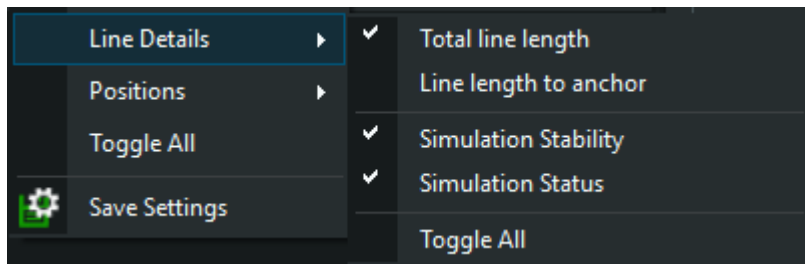 Line Details
Positions
Toggle All
Save Settings
Total line length
Line length to anchor
Simulation Stability
Simulation Status
Toggle All